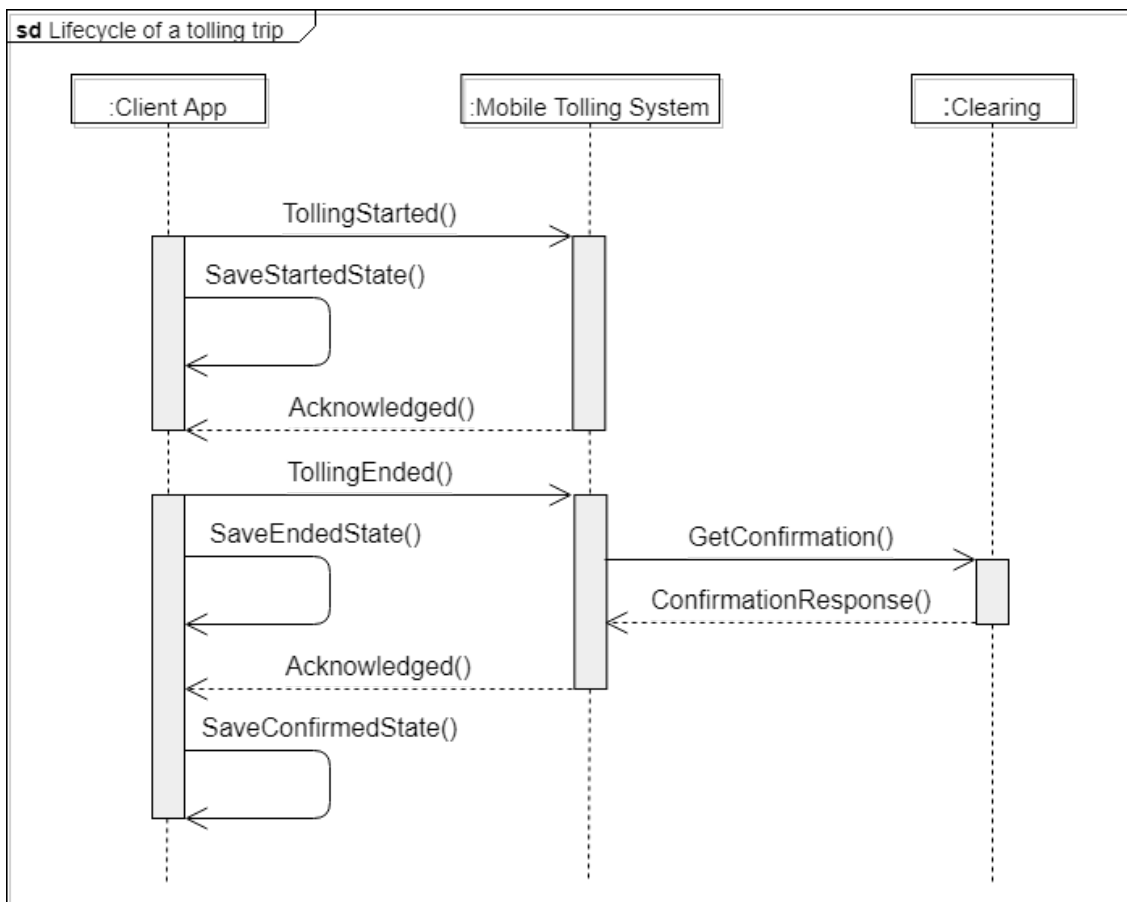 sd Lifecycle of a tolling trip
:Client App
:Mobile Tolling System
:Clearing
TollingStarted()
SaveStartedState()
Acknowledged()
TollingEnded()
SaveEndedState()
GetConfirmation()
ConfirmationResponse()
Acknowledged()
SaveConfirmedState()